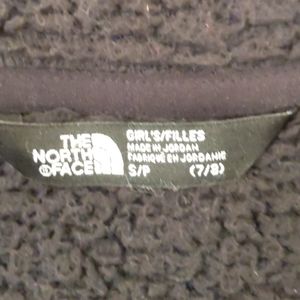 THE
NORTH
FACE
GIRL'S/FILLES
MADE IN JORDAN
FABRIQUÉ EN JORDANIE
S/P (7/8)